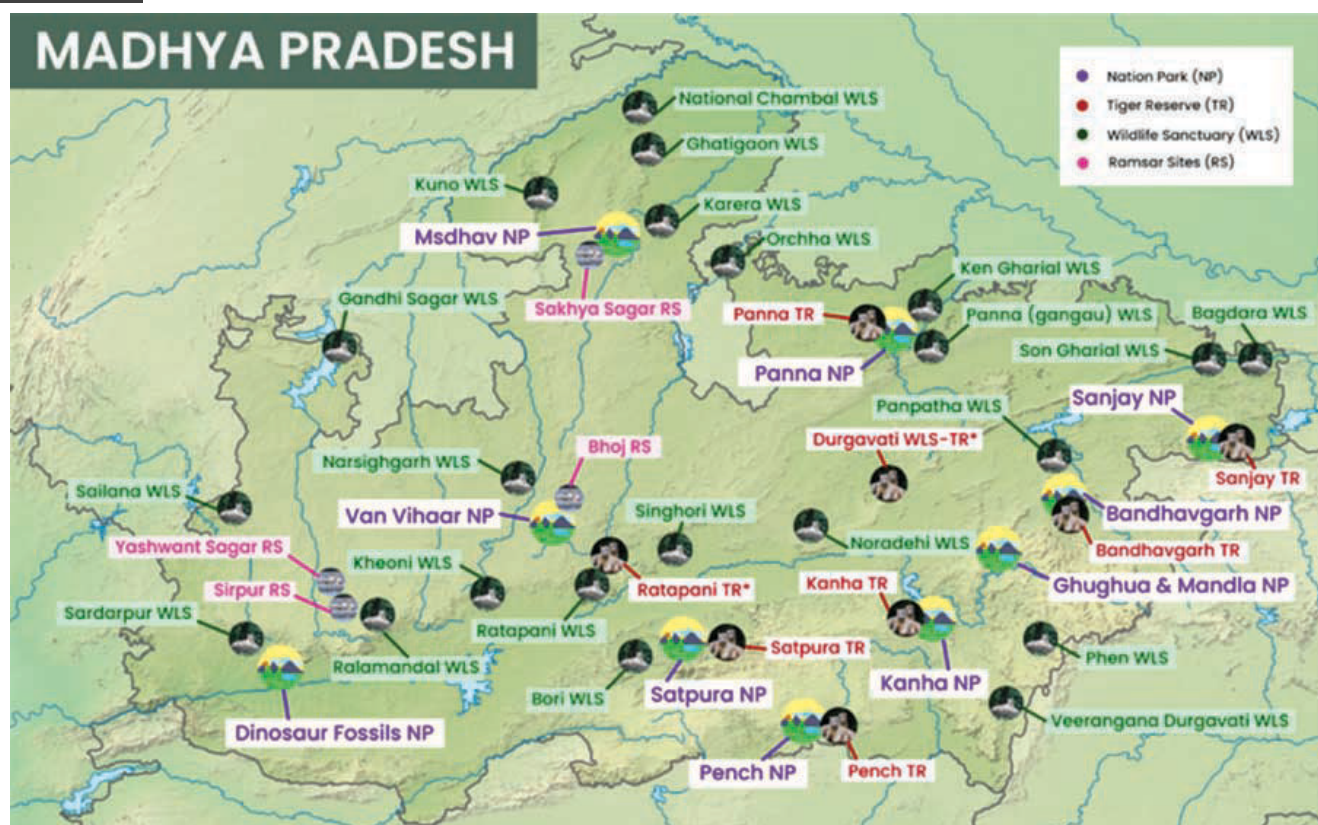 MADHYA PRADESH
Nation Park (NP)
Tiger Reserve (TR)
Wildlife Sanctuary (WLS)
Ramsar Sites (RS)
National Chambal WLS
Ghatigaon WLS
Kuno WLS
Karera WLS
Msdhav NP
Orchha WLS
Ken Gharial WLS
Gandhi Sagar WLS
Sakhya Sagar RS
Panna TR
Panna (gangau) WLS
Bagdara WLS
Son Gharial WLS
Panna NP
Sanjay NP
Panpatha WLS
Durgavati WLS-TR*
Bhoj RS
Narsighgarh WLS
Sanjay TR
Sailana WLS
Singhori WLS
Van Vihaar NP
Bandhavgarh NP
Noradehi WLS
Yashwant Sagar RS
Bandhavgarh TR
Kheoni WLS
Kanha TR
Ghughua & Mandla NP
Sirpur RS
Ratapani TR*
Sardarpur WLS
Ratapani WLS
Satpura TR
Phen WLS
Ralamandal WLS
Kanha NP
Satpura NP
Bori WLS
Veerangana Durgavati WLS
Dinosaur Fossils NP
Pench NP
Pench TR